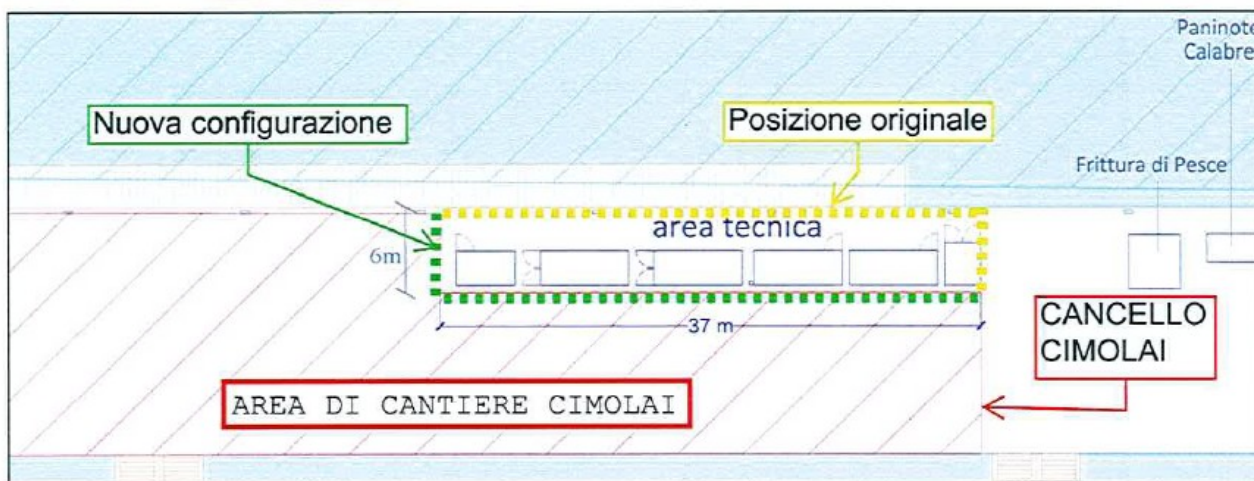 Paninote
Calabre
Nuova configurazione
Posizione originale
Frittura di Pesce
area tecnica
6m
37 m
CANCELLO
CIMOLAI
AREA DI CANTIERE CIMOLAI